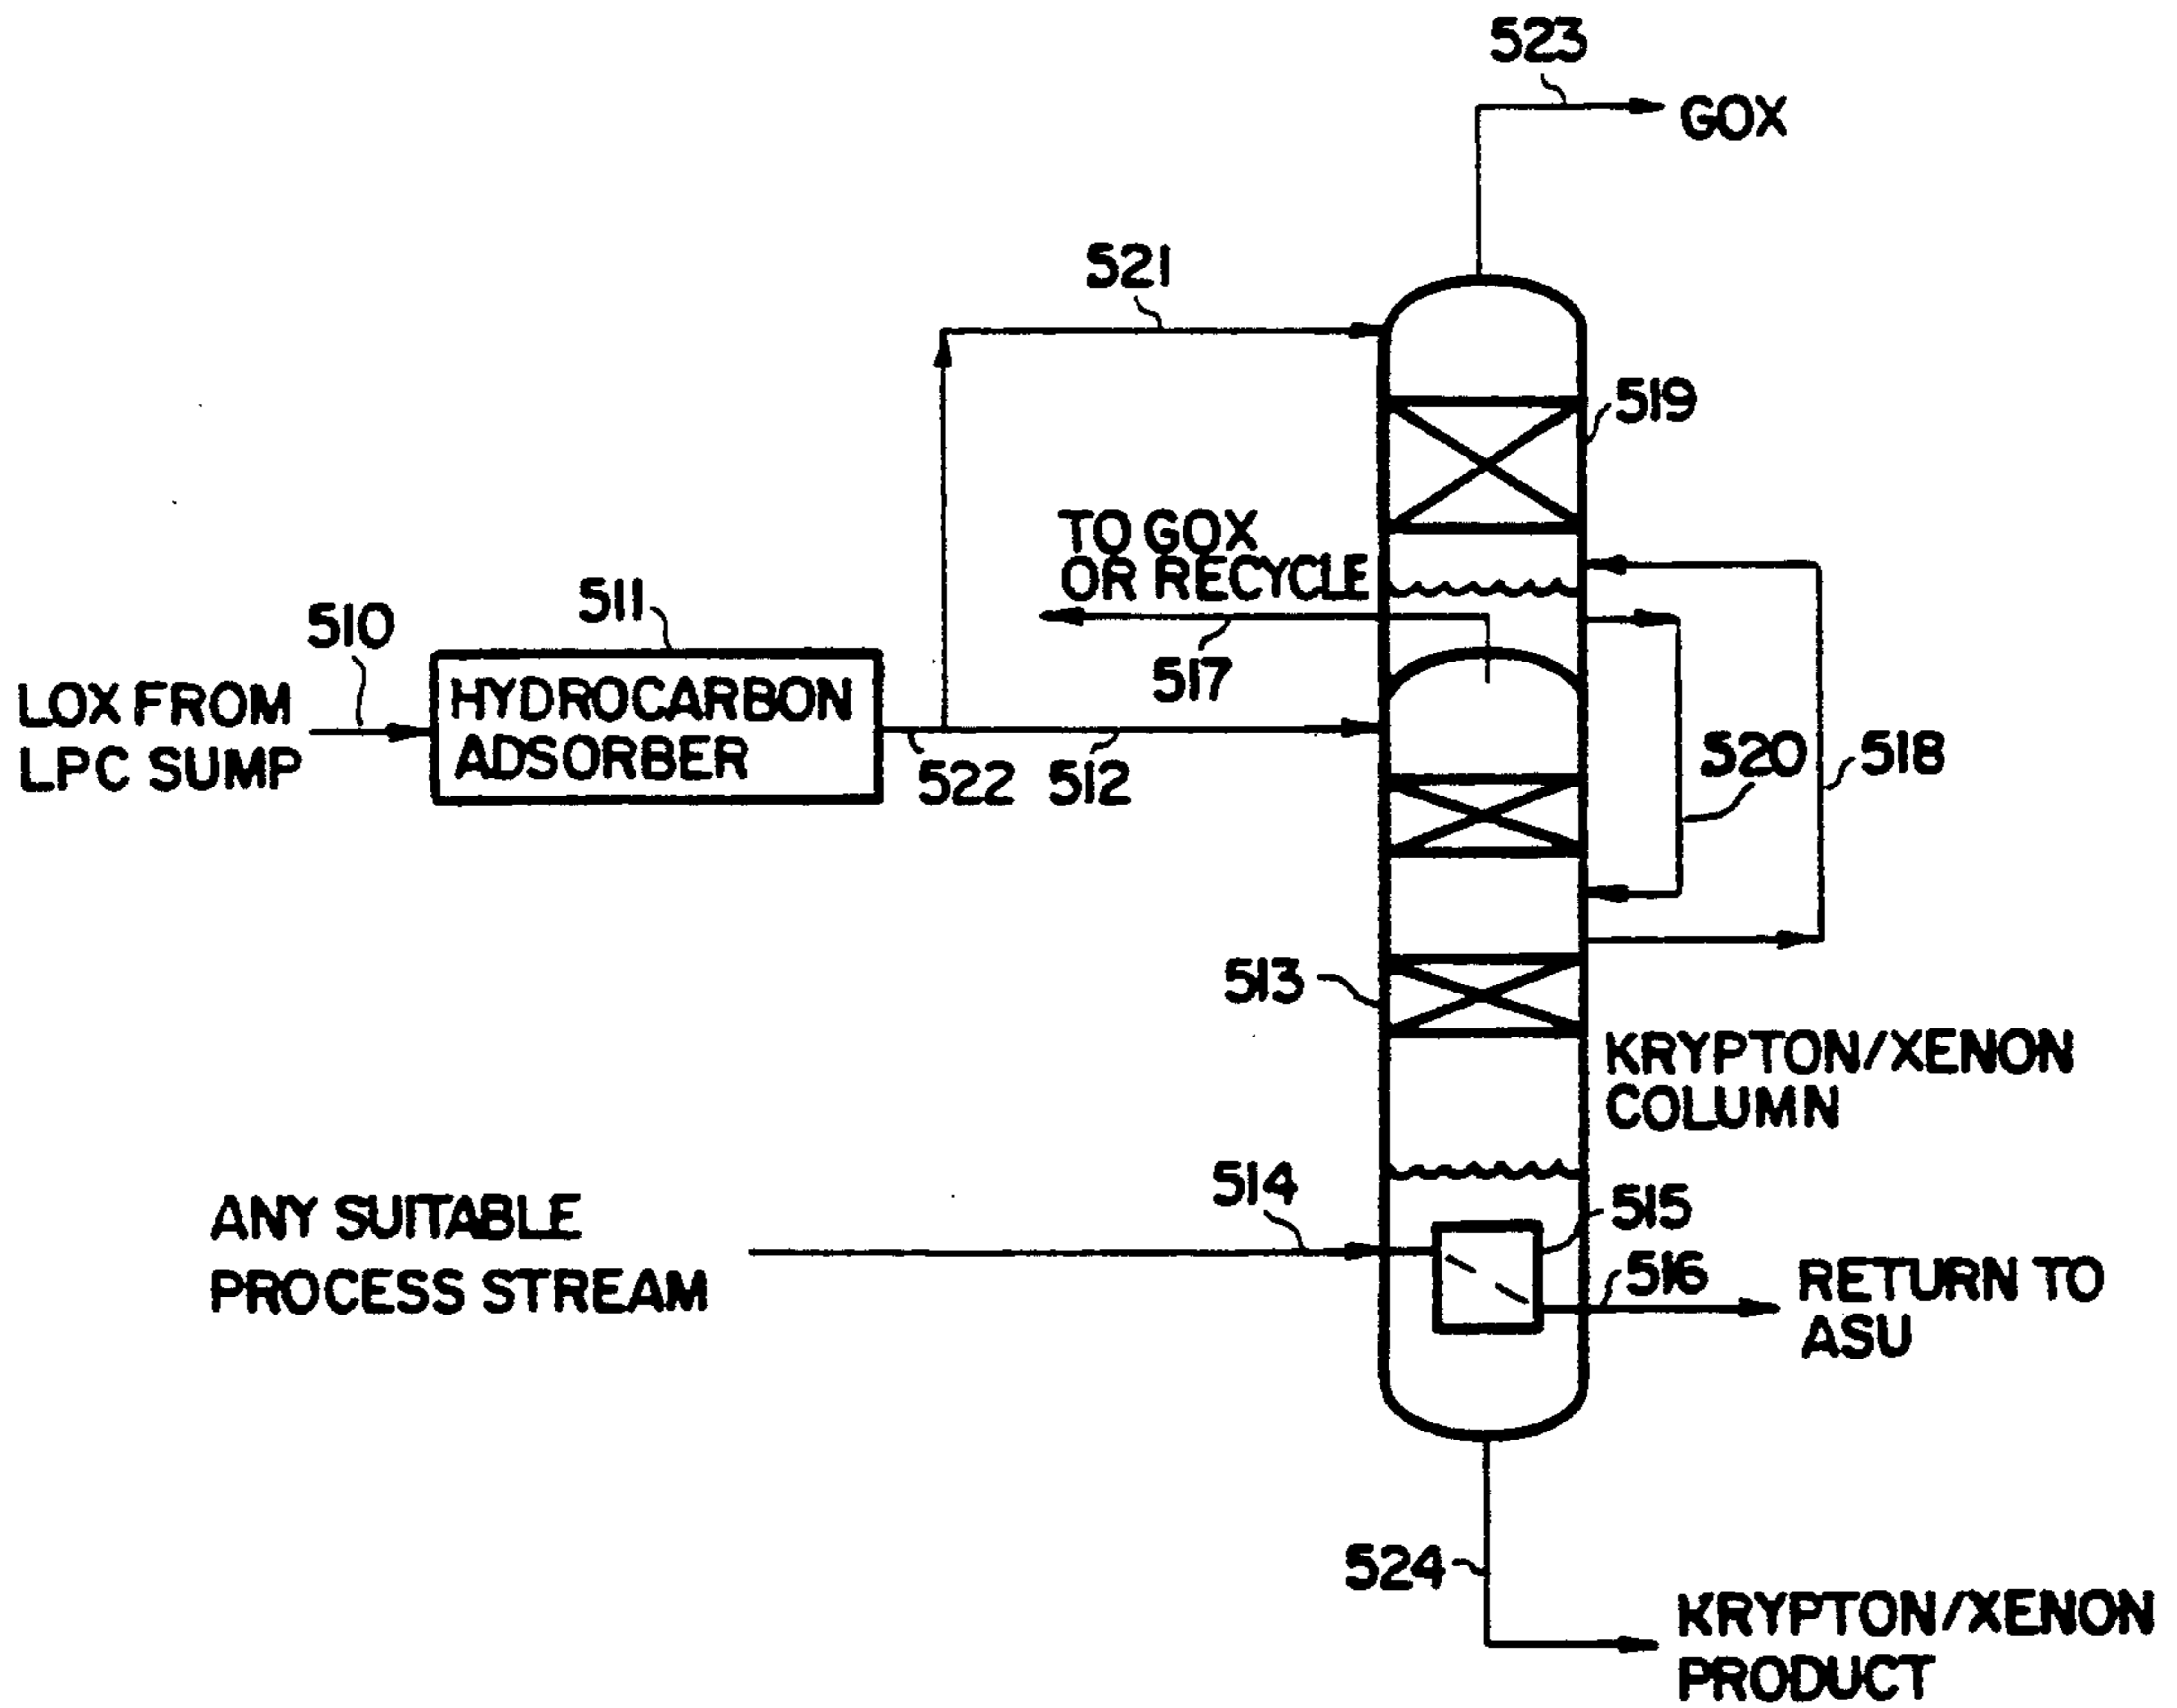 523
GOX
521
519
TO GOX
OR RECYCLE
510
511
517
LOX FROM
LPC SUMP
HYDROCARBON
ADSORBER
522
512
520
518
513
KRYPTON/XENON
COLUMN
514
ANY SUITABLE
PROCESS STREAM
515
516
RETURN TO
ASU
524
KRYPTON/XENON
PRODUCT